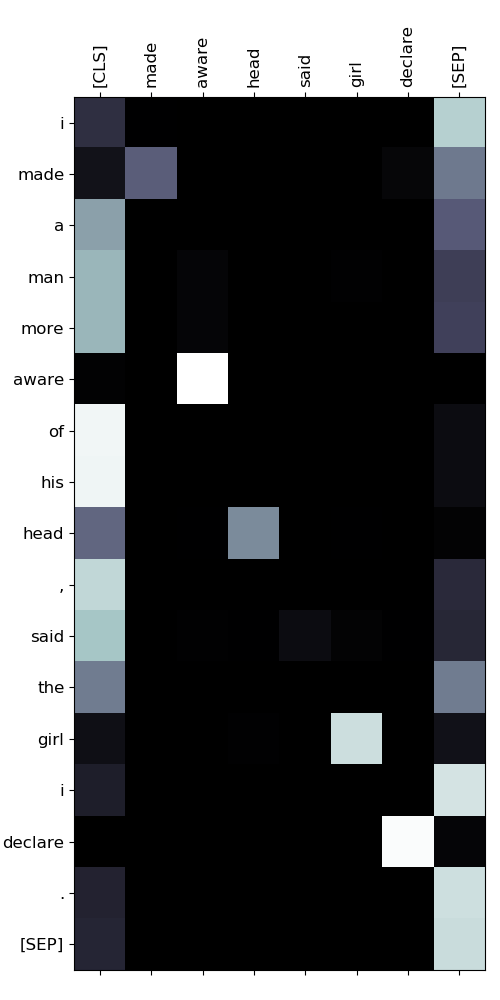 [CLS] made aware head said girl declare [SEP]
i
made
a
man
more
aware
of
his
head
,
said
the
girl
i
declare
.
[SEP]